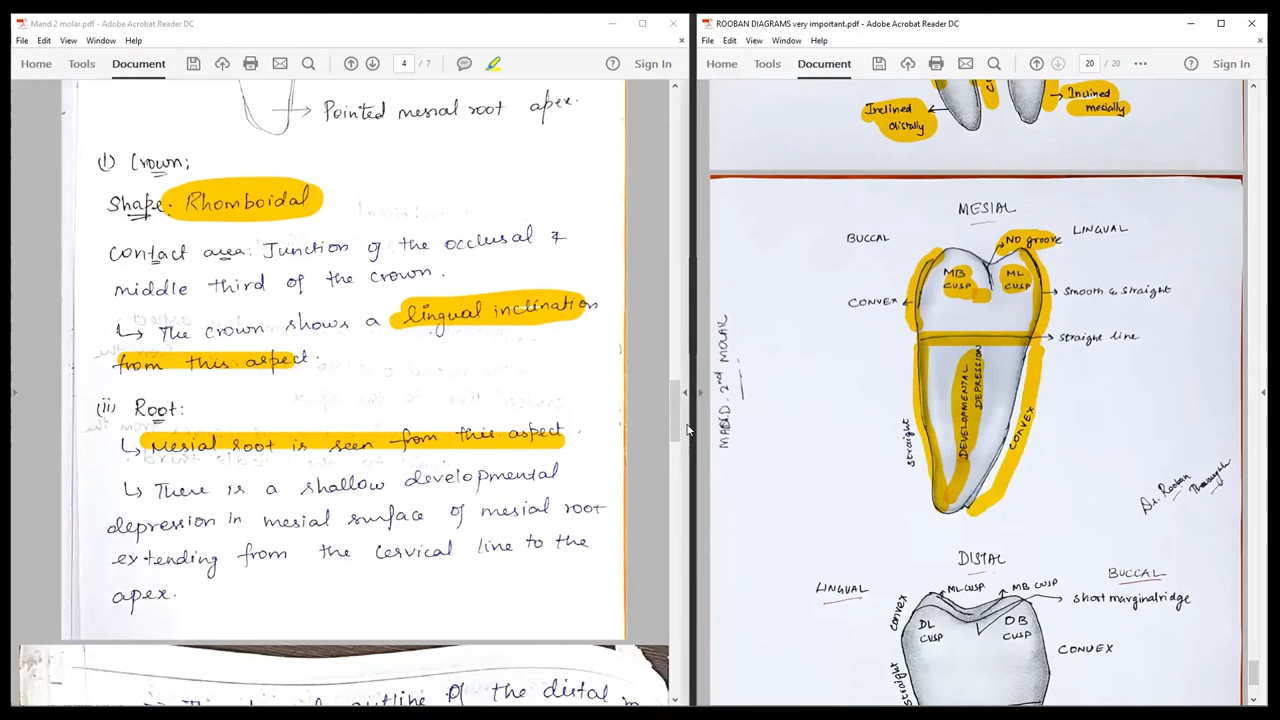 Mand 2 molar.pdf - Adobe Acrobat Reader DC
File Edit View Window Help
Home Tools Document 4 / 7 Sign In
Pointed mesial root apex.
(i) Crown;
Shape: Rhomboidal
Contact area: Junction of the occlusal &
middle third of the crown.
↳ The crown shows a lingual inclination
from this aspect.
(ii) Root:
↳ Mesial root is seen from this aspect.
↳ There is a shallow developmental
depression in mesial surface of mesial root
extending from the cervical line to the
apex.
outline of the distal
ROOBAN DIAGRAMS very important.pdf - Adobe Acrobat Reader DC
File Edit View Window Help
Home Tools Document 20 / 20 Sign In
Inclined
distally
Inclined
mesially
MESIAL
BUCCAL
LINGUAL
NO groove
MB
CUSP
ML
CUSP
CONVEX
Smooth & straight
straight line
DEVELOPMENTAL
DEPRESSION
straight
CONVEX
2nd MOLAR
Dr. Rooban
DISTAL
LINGUAL
BUCCAL
ML CUSP
MB CUSP
short marginal ridge
convex
DL
CUSP
DB
CUSP
CONVEX
straight